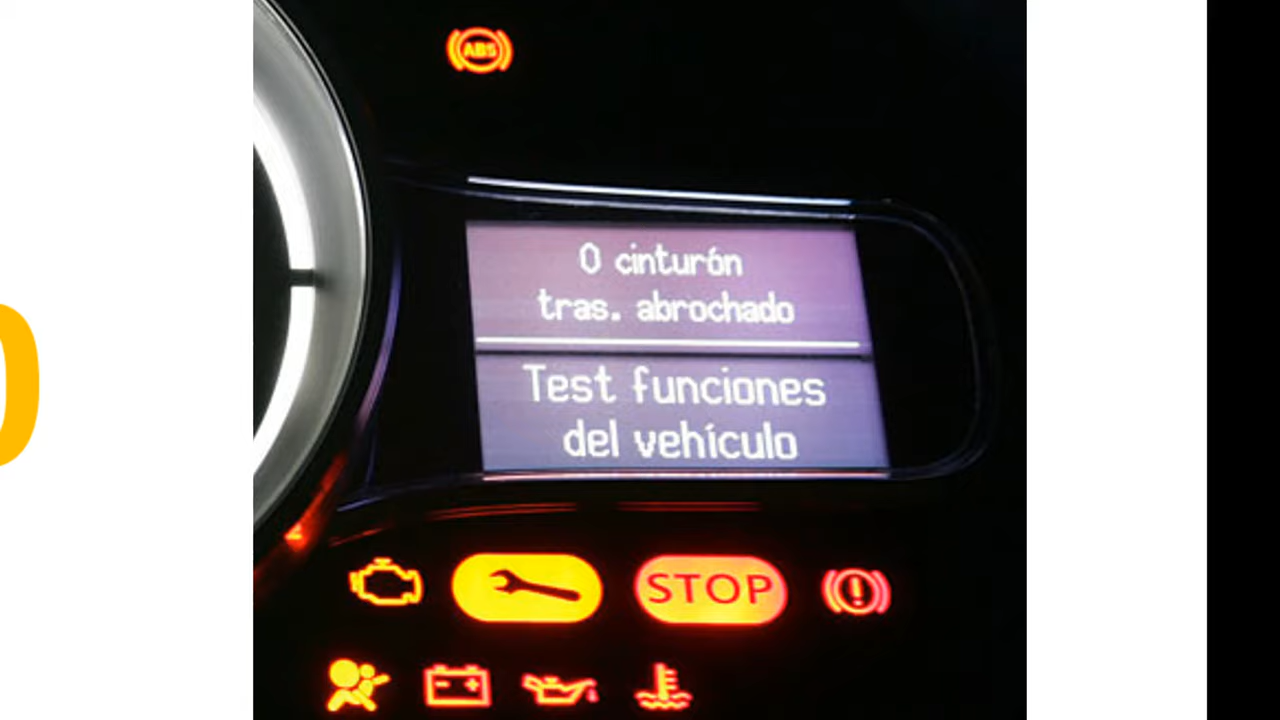 ABS
0 cinturón
tras. abrochado
Test funciones
del vehículo
STOP